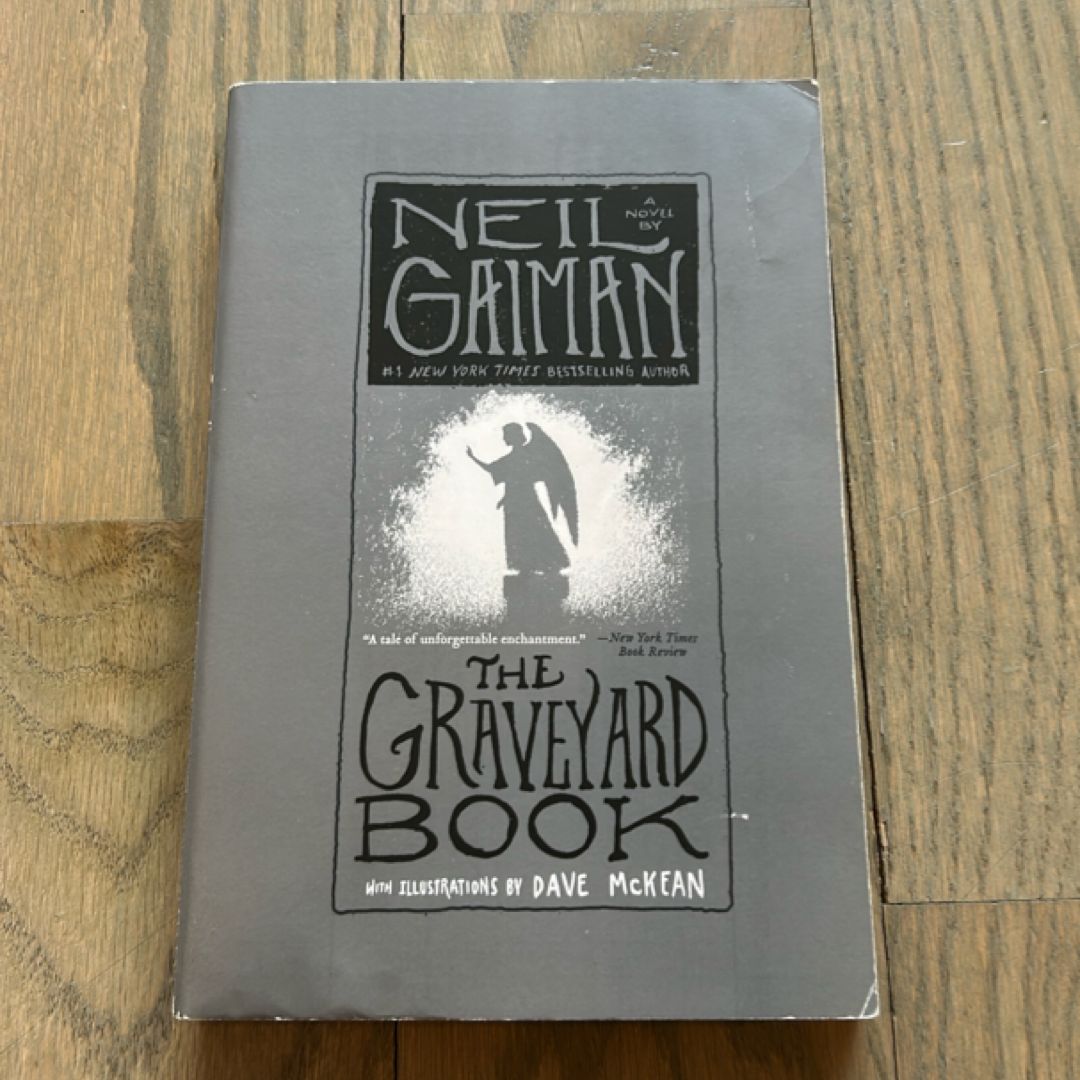 NEIL
A
NOVEL
BY
GAIMAN
#1 NEW YORK TIMES BESTSELLING AUTHOR
“A tale of unforgettable enchantment.” —New York Times
Book Review
THE
GRAVEYARD
BOOK
WITH ILLUSTRATIONS BY DAVE McKEAN